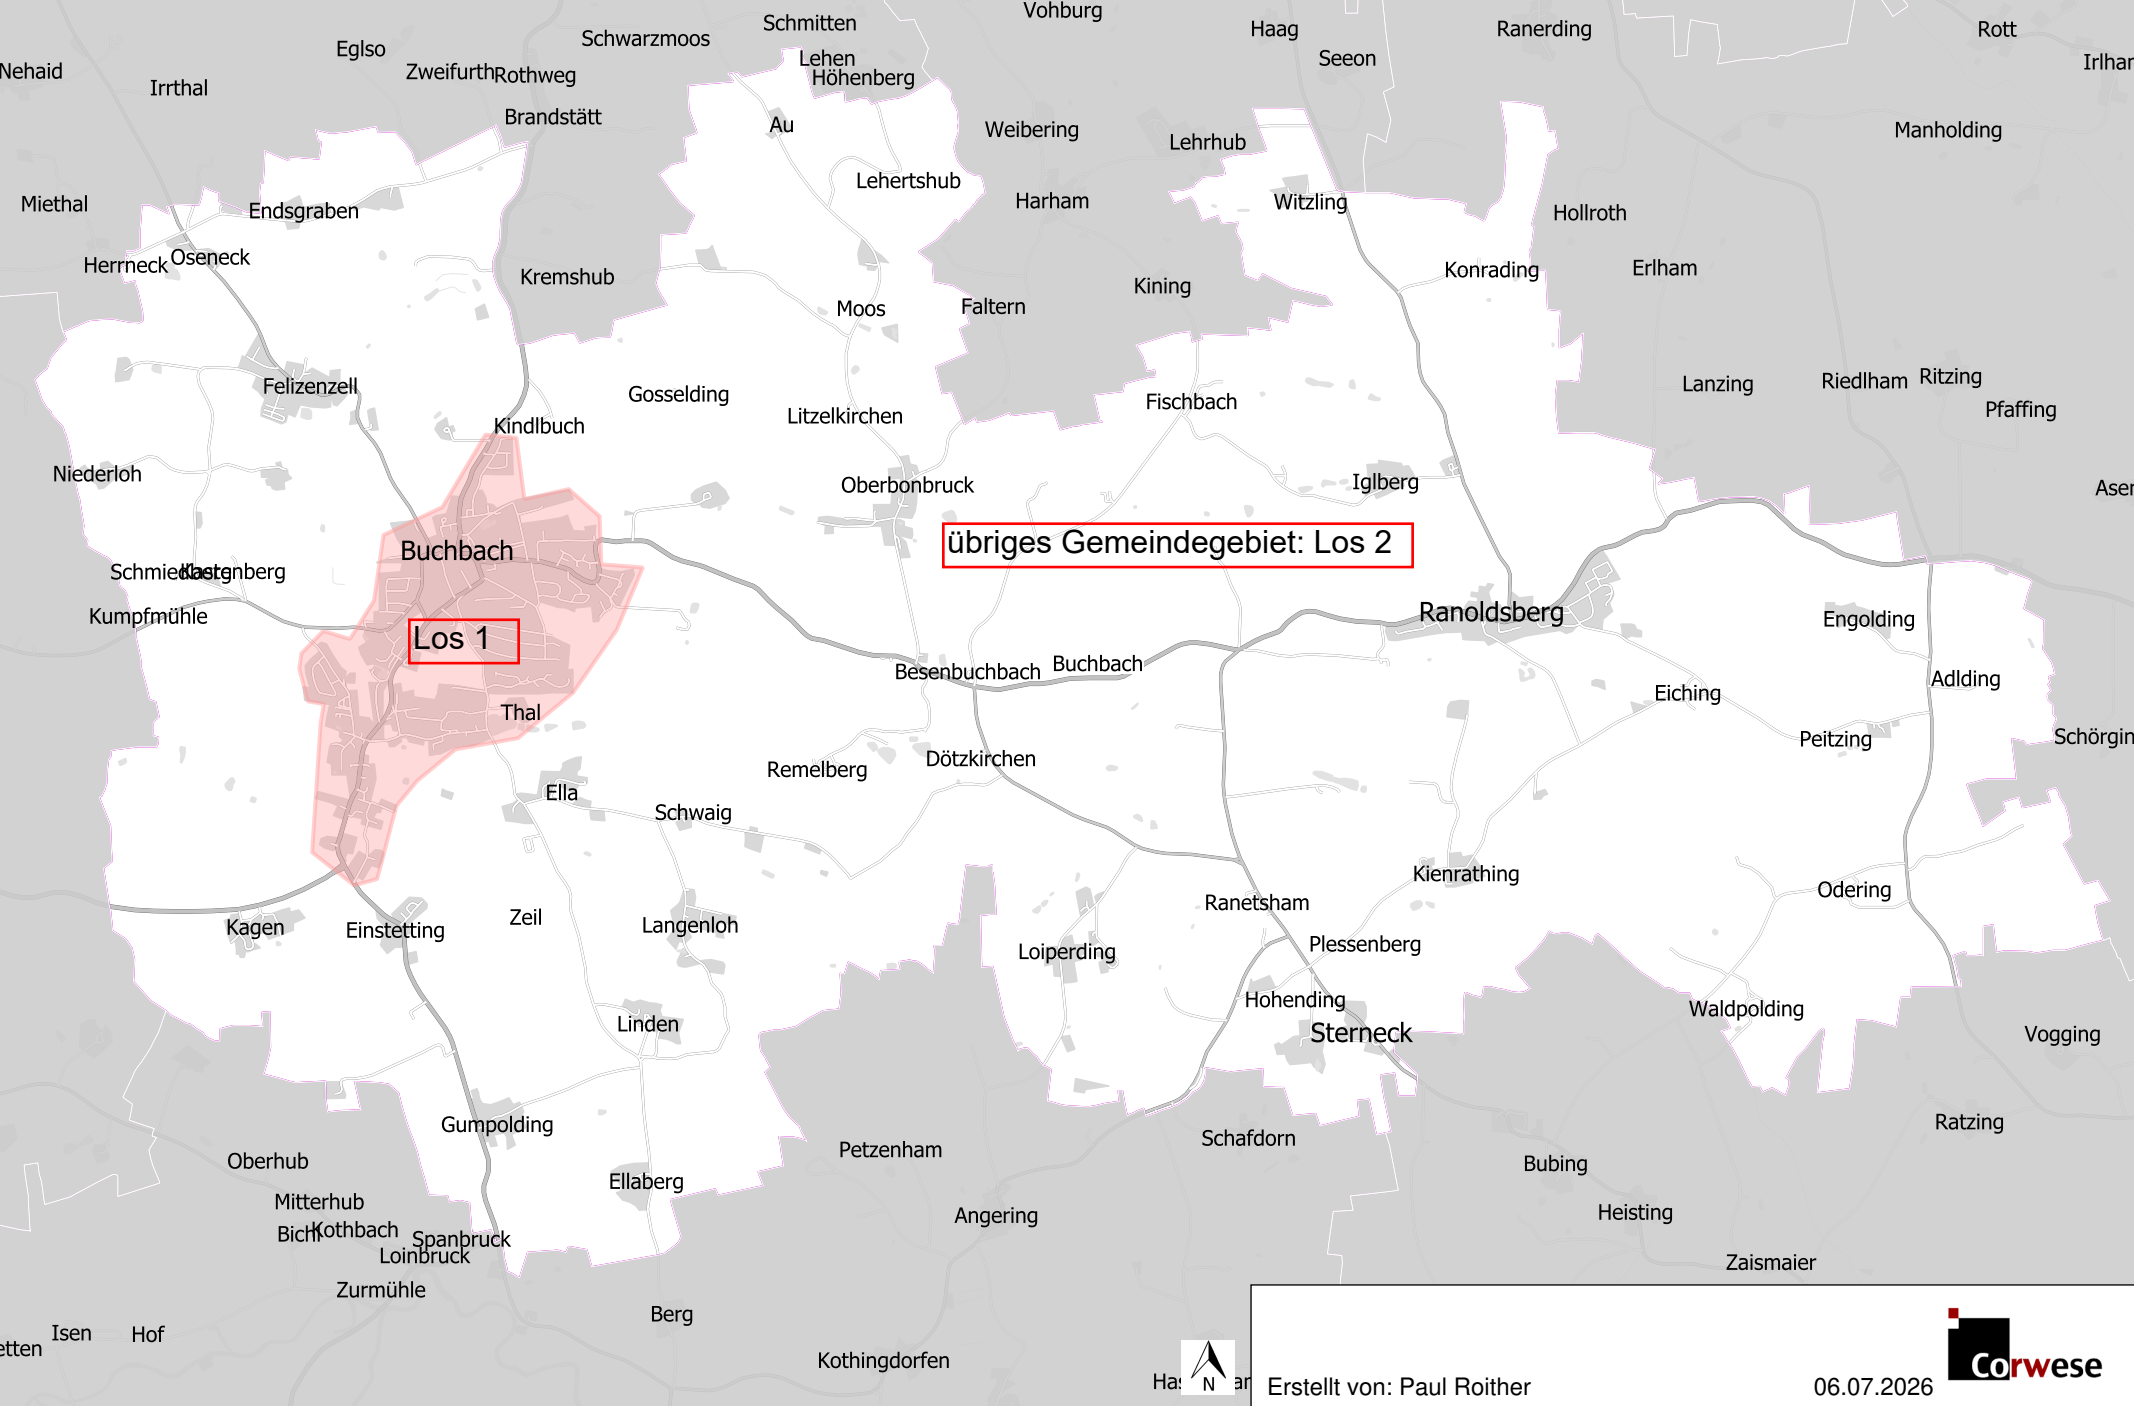 Vohburg
Schmitten
Haag
Ranerding
Rott
Eglso
Schwarzmoos
Lehen
Seeon
Nehaid
Zweifurth
Rothweg
Höhenberg
Irrthal
Brandstätt
Au
Weibering
Lehrhub
Manholding
Lehertshub
Miethal
Endsgraben
Harham
Witzling
Hollroth
Herrneck
Oseneck
Kremshub
Kining
Konrading
Erlham
Moos
Faltern
Felizenzell
Gosselding
Litzelkirchen
Fischbach
Lanzing
Riedlham
Ritzing
Pfaffing
Kindlbuch
Niederloh
Oberbonbruck
Iglberg
Buchbach
übriges Gemeindegebiet: Los 2
Kastenberg
Kumpfmühle
Los 1
Ranoldsberg
Engolding
Besenbuchbach
Buchbach
Adlding
Eiching
Thal
Peitzing
Schörgin
Remelberg
Dötzkirchen
Ella
Schwaig
Kienrathing
Odering
Kagen
Einstetting
Zeil
Langenloh
Ranetsham
Loiperding
Plessenberg
Hohending
Waldpolding
Linden
Sterneck
Vogging
Gumpolding
Petzenham
Schafdorn
Ratzing
Oberhub
Ellaberg
Bubing
Mitterhub
Angering
Heisting
Kothbach
Spanbruck
Loinbruck
Zaismaier
Zurmühle
Berg
Isen
Hof
etten
Kothingdorfen
N
Erstellt von: Paul Roither
06.07.2026
Corwese